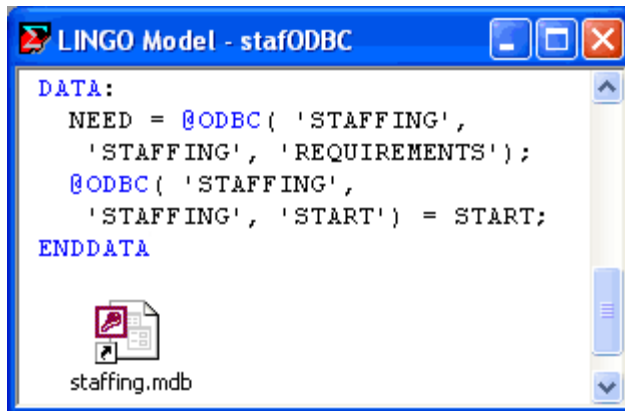 LINGO Model - stafODBC
DATA:
NEED = @ODBC( 'STAFFING',
'STAFFING', 'REQUIREMENTS');
@ODBC( 'STAFFING',
'STAFFING', 'START') = START;
ENDDATA
staffing.mdb